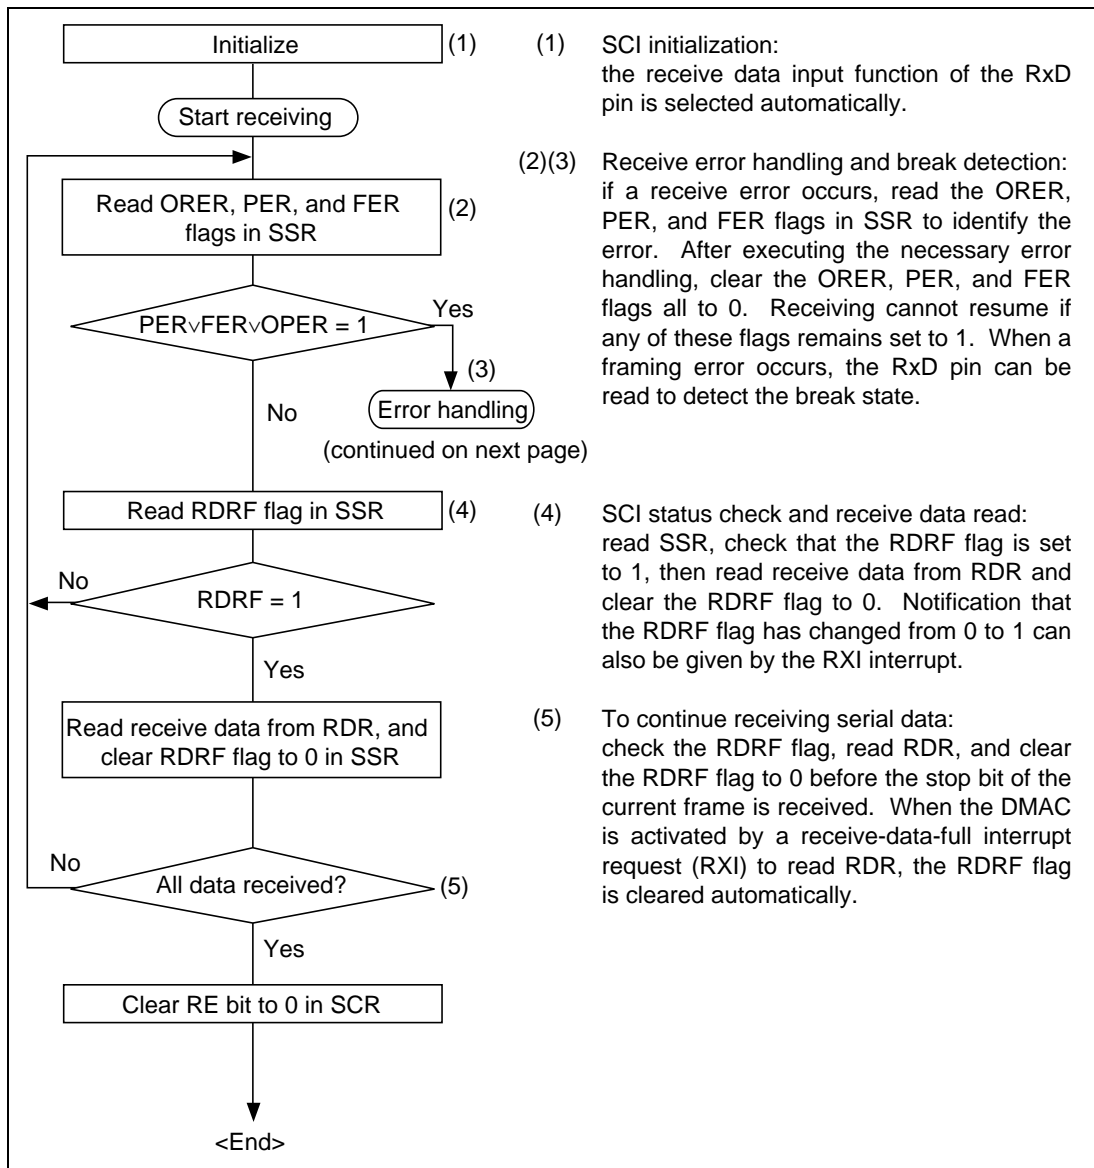 Initialize
(1)
Start receiving
Read ORER, PER, and FER
flags in SSR
(2)
PER∨FER∨OPER = 1
Yes
(3)
Error handling
(continued on next page)
No
Read RDRF flag in SSR
(4)
No
RDRF = 1
Yes
Read receive data from RDR, and
clear RDRF flag to 0 in SSR
No
All data received?
(5)
Yes
Clear RE bit to 0 in SCR
<End>
(1) SCI initialization:
the receive data input function of the RxD
pin is selected automatically.
(2)(3) Receive error handling and break detection:
if a receive error occurs, read the ORER,
PER, and FER flags in SSR to identify the
error. After executing the necessary error
handling, clear the ORER, PER, and FER
flags all to 0. Receiving cannot resume if
any of these flags remains set to 1. When a
framing error occurs, the RxD pin can be
read to detect the break state.
(4) SCI status check and receive data read:
read SSR, check that the RDRF flag is set
to 1, then read receive data from RDR and
clear the RDRF flag to 0. Notification that
the RDRF flag has changed from 0 to 1 can
also be given by the RXI interrupt.
(5) To continue receiving serial data:
check the RDRF flag, read RDR, and clear
the RDRF flag to 0 before the stop bit of the
current frame is received. When the DMAC
is activated by a receive-data-full interrupt
request (RXI) to read RDR, the RDRF flag
is cleared automatically.